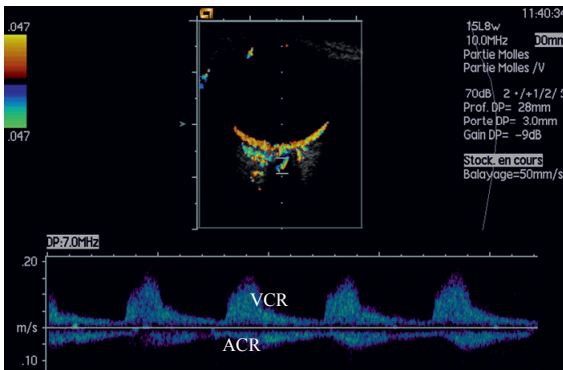 .047
.047
11:40:34
15L8w
10.0MHz
Partie Molles
Partie Molles /V
70dB
Prof. DP= 28mm
Porte DP= 3.0mm
Gain DP= -9dB
Stock. en cours
Balayage=50mm/s
DP:7.0MHz
.20
VCR
m/s
ACR
.10